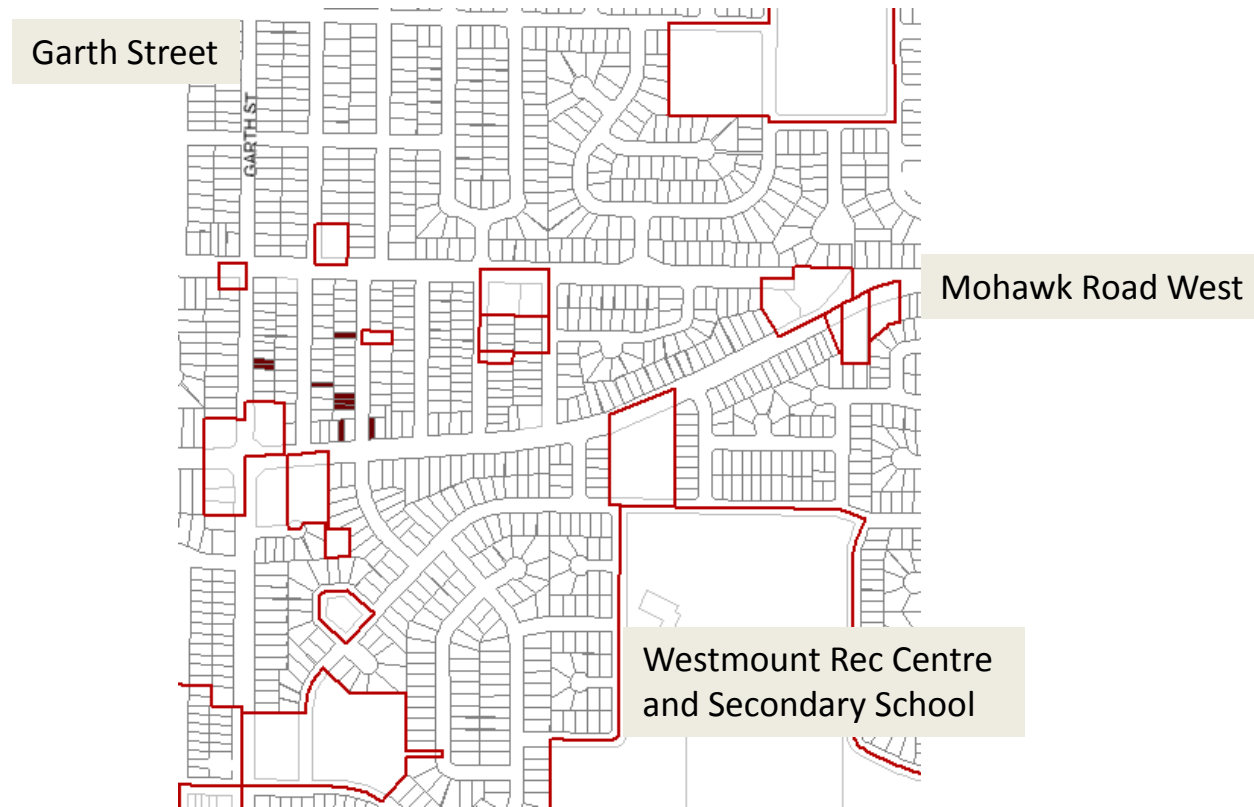 Garth Street
GARTH ST
Mohawk Road West
Westmount Rec Centre
and Secondary School